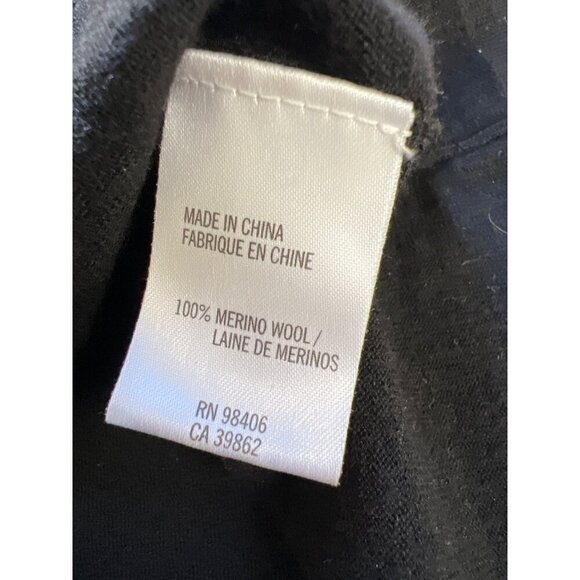 MADE IN CHINA
FABRIQUE EN CHINE
100% MERINO WOOL /
LAINE DE MERINOS
RN 98406
CA 39862